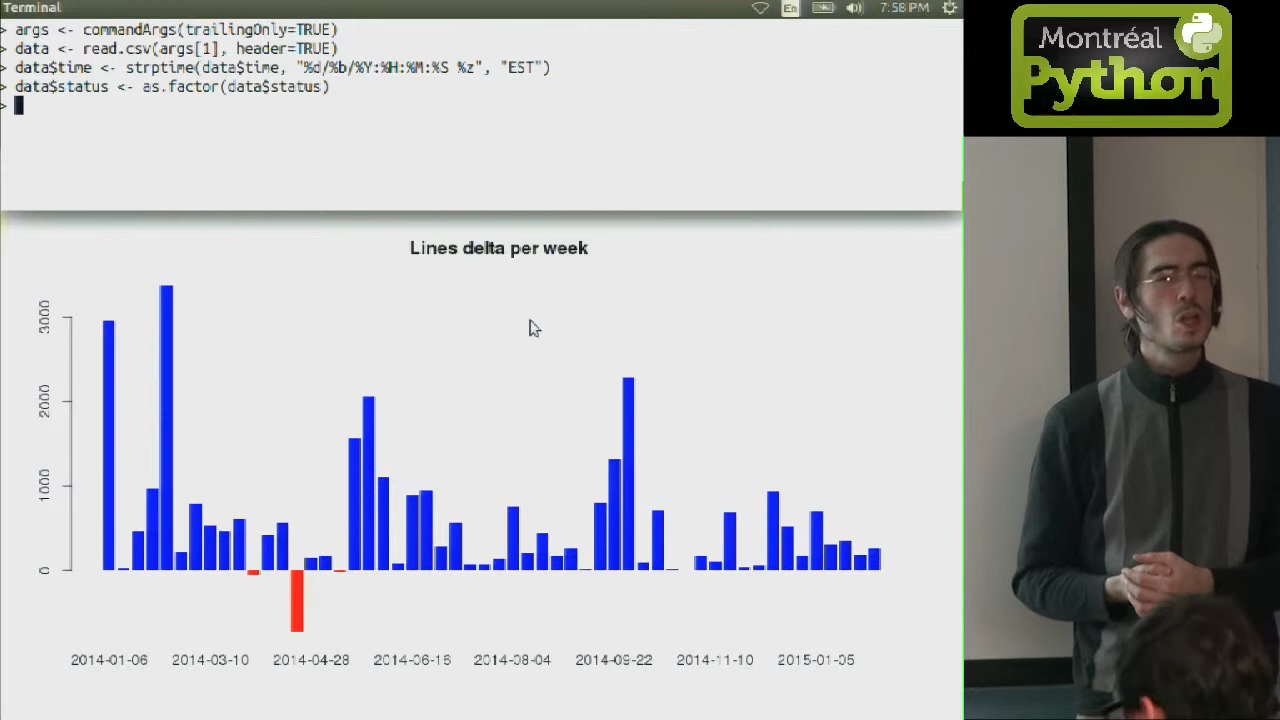 Terminal
En
7:58 PM
> args <- commandArgs(trailingOnly=TRUE)
> data <- read.csv(args[1], header=TRUE)
> data$time <- strptime(data$time, "%d/%b/%Y:%H:%M:%S %z", "EST")
> data$status <- as.factor(data$status)
>
Montréal
Python
Lines delta per week
3000
2000
1000
0
2014-01-06
2014-03-10
2014-04-28
2014-06-16
2014-08-04
2014-09-22
2014-11-10
2015-01-05